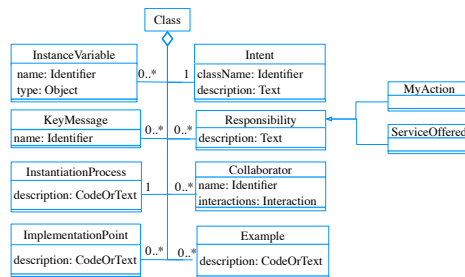 Class
InstanceVariable
name: Identifier
type: Object
0..*
1
Intent
className: Identifier
description: Text
MyAction
KeyMessage
name: Identifier
0..*
0..*
Responsibility
description: Text
ServiceOffered
InstantiationProcess
description: CodeOrText
1
0..*
Collaborator
name: Identifier
interactions: Interaction
ImplementationPoint
description: CodeOrText
0..*
0..*
Example
description: CodeOrText